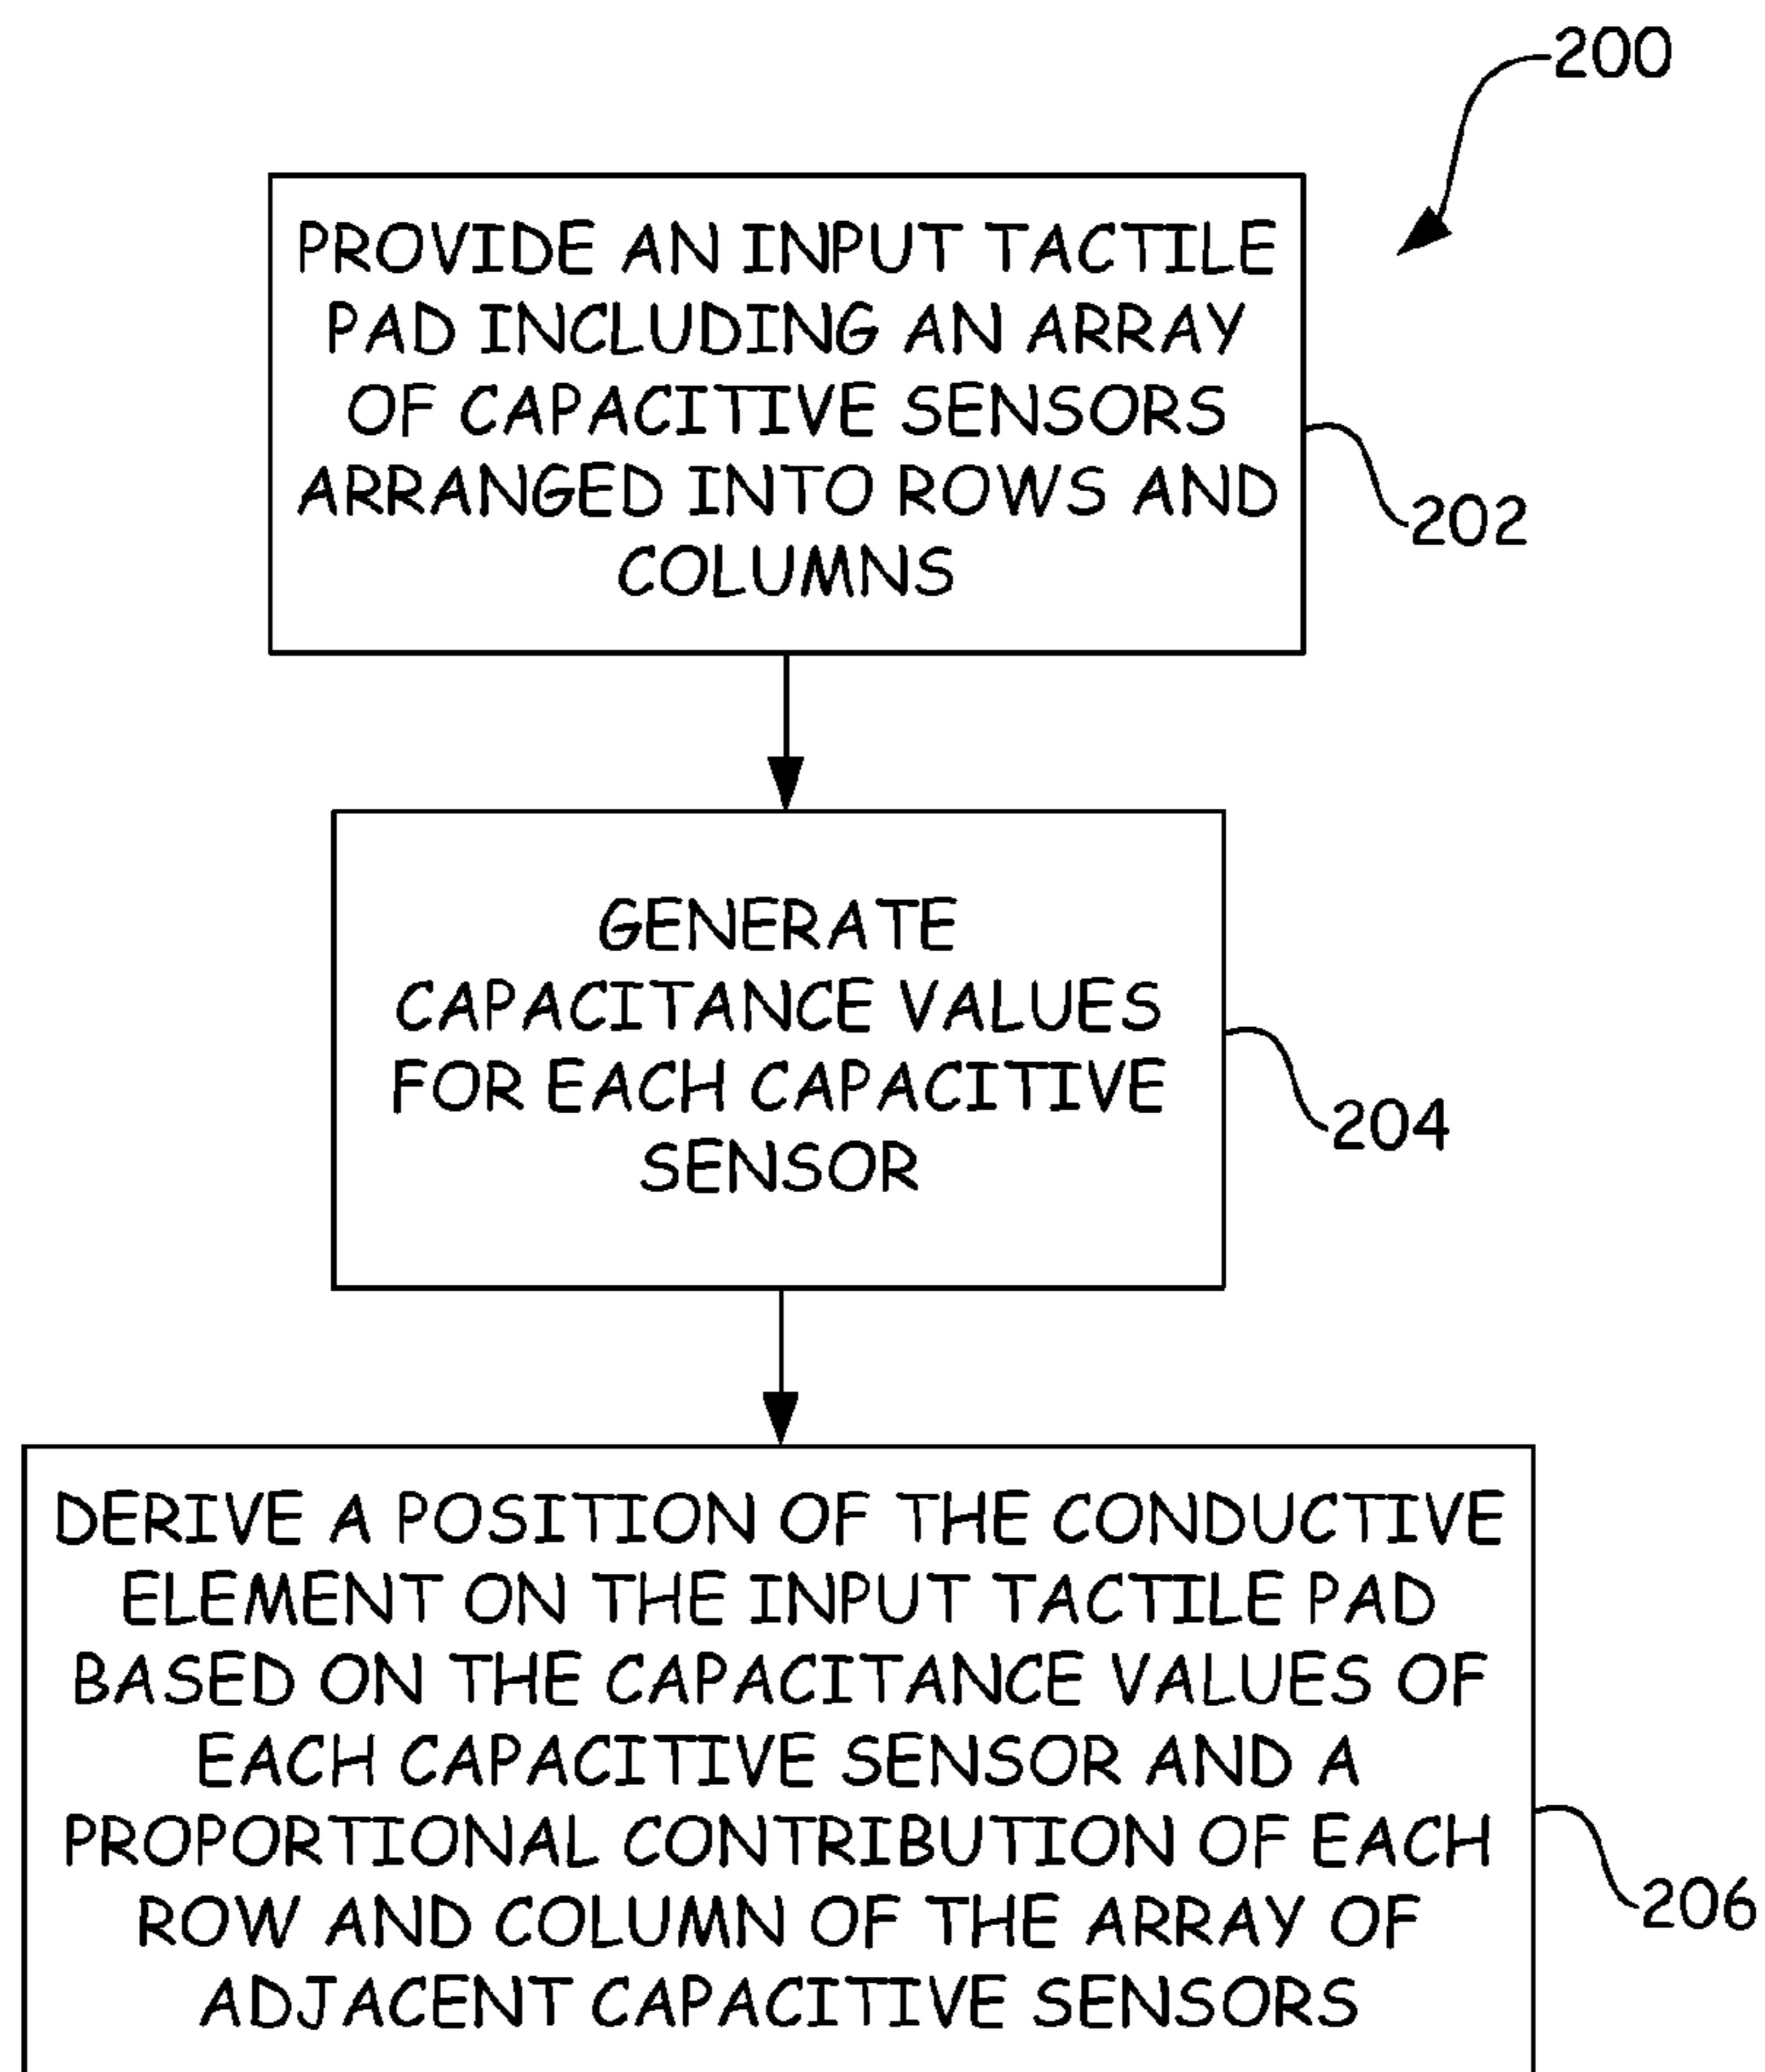 200
PROVIDE AN INPUT TACTILE
PAD INCLUDING AN ARRAY
OF CAPACITIVE SENSORS
ARRANGED INTO ROWS AND
COLUMNS
202
GENERATE
CAPACITANCE VALUES
FOR EACH CAPACITIVE
SENSOR
204
DERIVE A POSITION OF THE CONDUCTIVE
ELEMENT ON THE INPUT TACTILE PAD
BASED ON THE CAPACITANCE VALUES OF
EACH CAPACITIVE SENSOR AND A
PROPORTIONAL CONTRIBUTION OF EACH
ROW AND COLUMN OF THE ARRAY OF
ADJACENT CAPACITIVE SENSORS
206